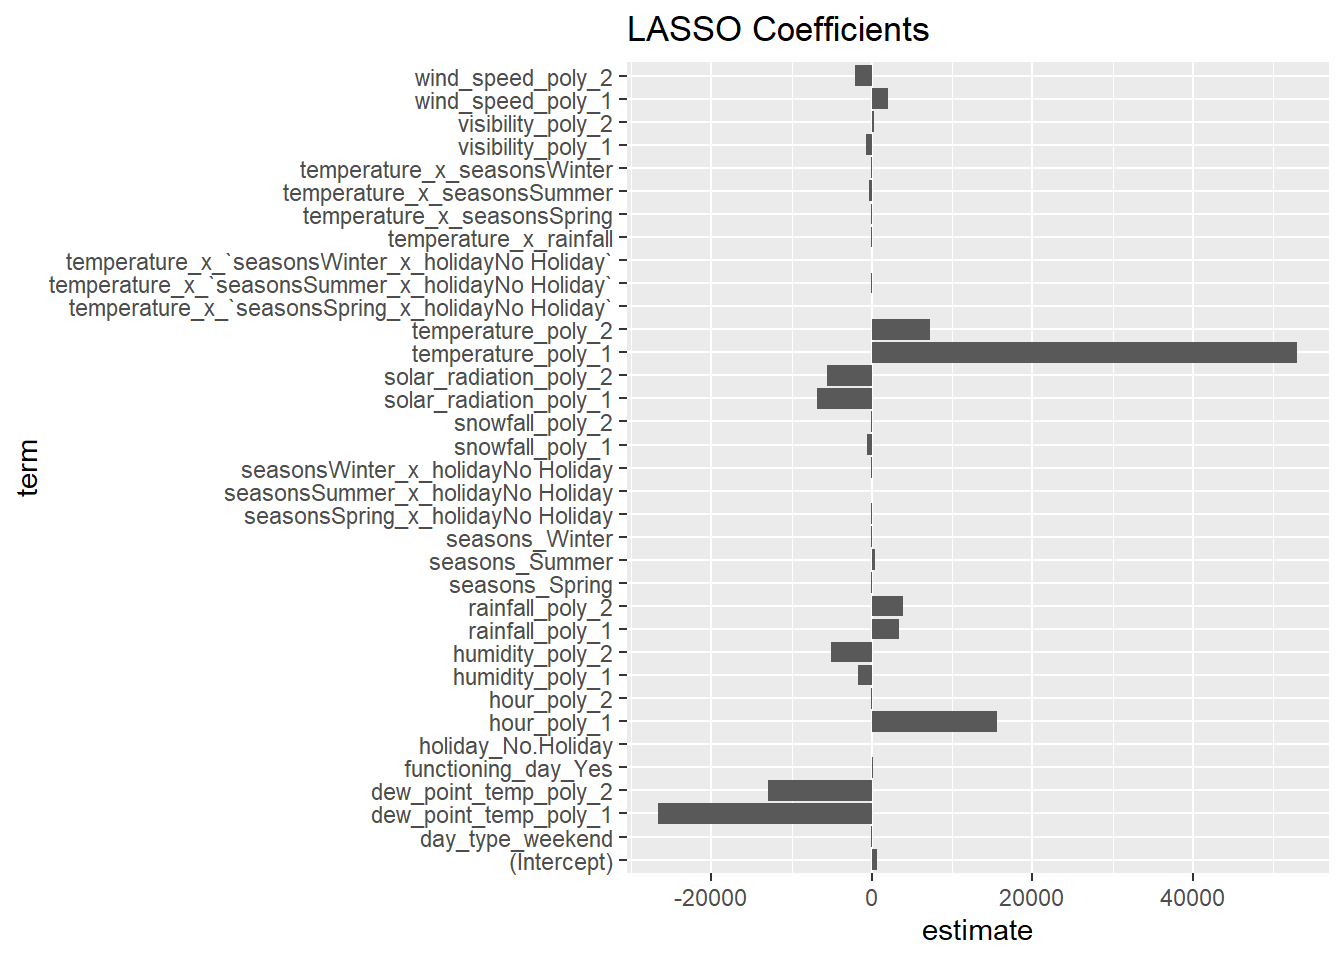 LASSO Coefficients
wind_speed_poly_2
wind_speed_poly_1
visibility_poly_2
visibility_poly_1
temperature_x_seasonsWinter
temperature_x_seasonsSummer
temperature_x_seasonsSpring
temperature_x_rainfall
temperature_x_`seasonsWinter_x_holidayNo Holiday`
temperature_x_`seasonsSummer_x_holidayNo Holiday`
temperature_x_`seasonsSpring_x_holidayNo Holiday`
temperature_poly_2
temperature_poly_1
solar_radiation_poly_2
solar_radiation_poly_1
snowfall_poly_2
snowfall_poly_1
seasonsWinter_x_holidayNo Holiday
seasonsSummer_x_holidayNo Holiday
seasonsSpring_x_holidayNo Holiday
seasons_Winter
seasons_Summer
seasons_Spring
rainfall_poly_2
rainfall_poly_1
humidity_poly_2
humidity_poly_1
hour_poly_2
hour_poly_1
holiday_No.Holiday
functioning_day_Yes
dew_point_temp_poly_2
dew_point_temp_poly_1
day_type_weekend
(Intercept)
term
-20000 0 20000 40000
estimate